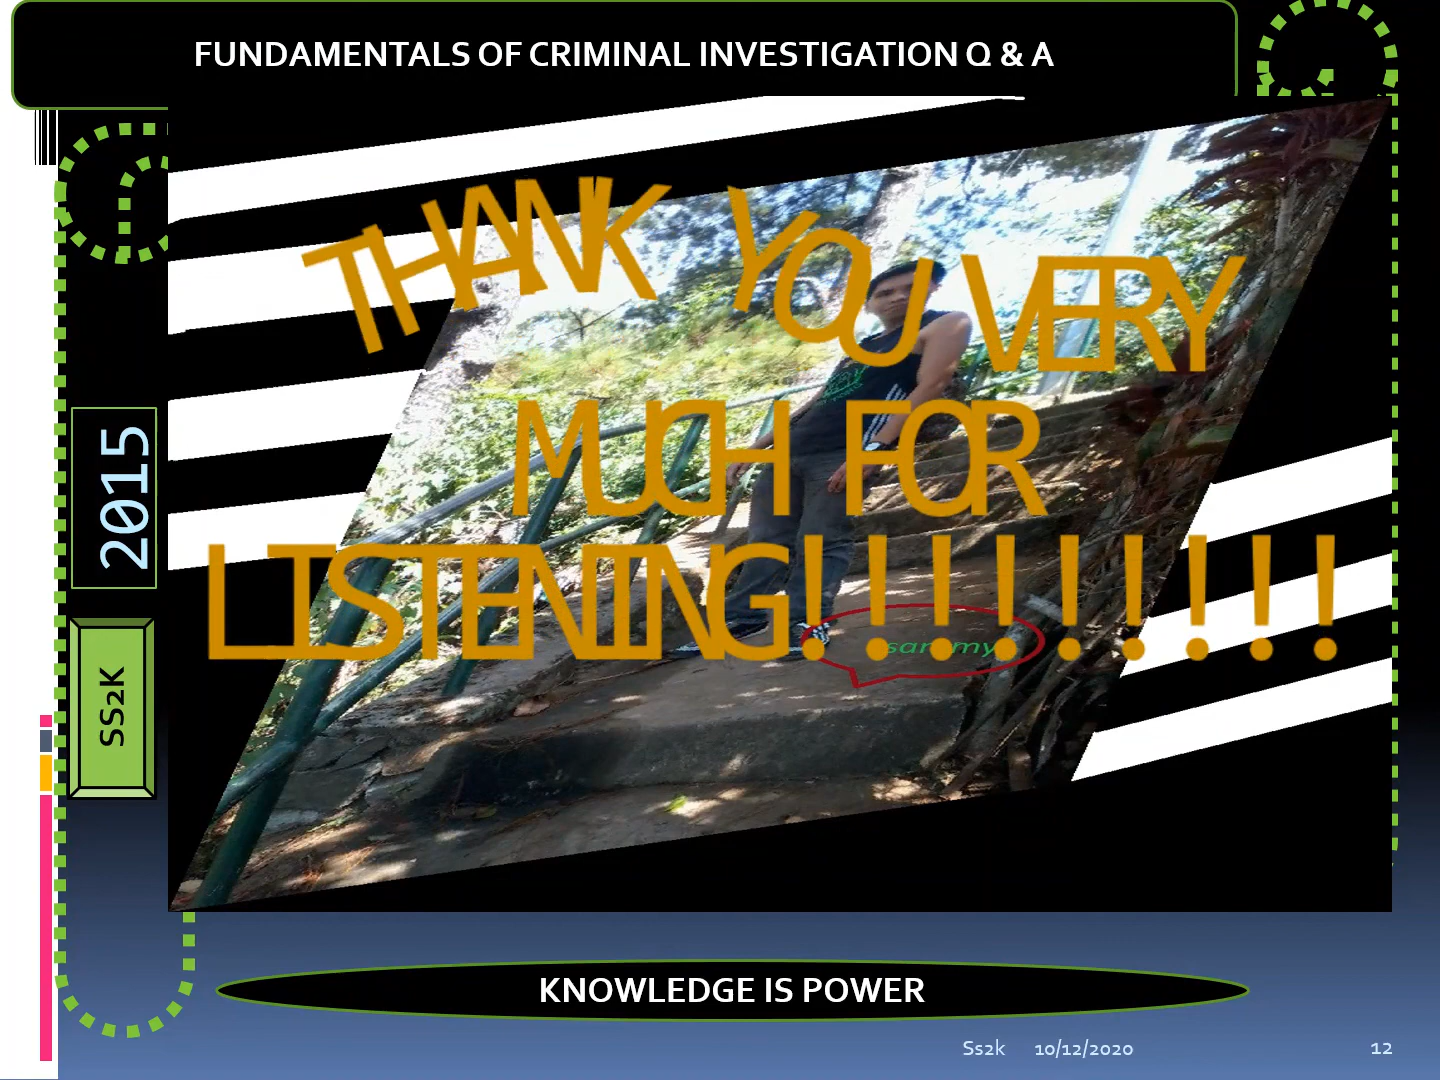 FUNDAMENTALS OF CRIMINAL INVESTIGATION Q & A
THANK YOU VERY
MUCH FOR
LISTENING!!!!!!!!!
sammy
2015
SS2K
KNOWLEDGE IS POWER
Ss2k 10/12/2020 12